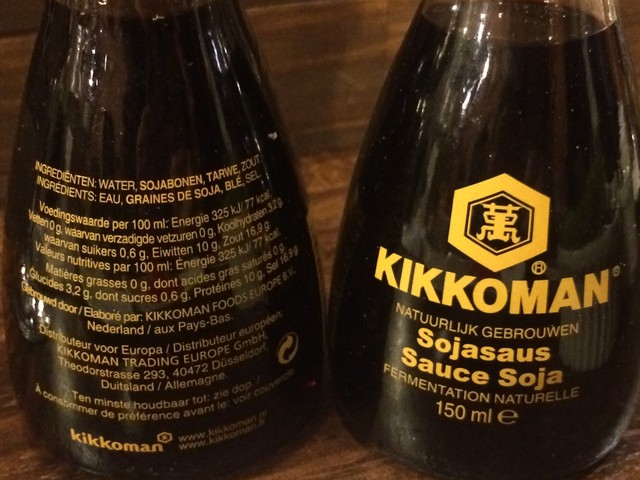 INGREDIËNTEN: WATER, SOJABONEN, TARWE, ZOUT.
INGRÉDIENTS: EAU, GRAINES DE SOJA, BLÉ, SEL.
Voedingswaarde per 100 ml: Energie 325 kJ/ 77 kcal.
Vetten 0 g, waarvan verzadigde vetzuren 0 g. Koolhydraten 3,2 g,
waarvan suikers 0,6 g, Eiwitten 10 g, Zout 16,9 g.
Valeurs nutritives par 100 ml: Énergie 325 kJ/ 77 kcal.
Matières grasses 0 g, dont acides gras saturés 0 g.
Glucides 3,2 g, dont sucres 0,6 g, Protéines 10 g, Sel 16,9 g
Gebrouwd door / Elaboré par: KIKKOMAN FOODS EUROPE B.V.
Nederland / aux Pays-Bas.
Distributeur voor Europa / Distributeur européen:
KIKKOMAN TRADING EUROPE GmbH,
Theodorstrasse 293, 40472 Düsseldorf,
Duitsland / Allemagne.
Ten minste houdbaar tot: zie dop. /
À consommer de préférence avant le: voir couvercle.
kikkoman® www.kikkoman.nl
www.kikkoman.fr
萬
®
KIKKOMAN®
NATUURLIJK GEBROUWEN
Sojasaus
Sauce Soja
FERMENTATION NATURELLE
150 ml ℮